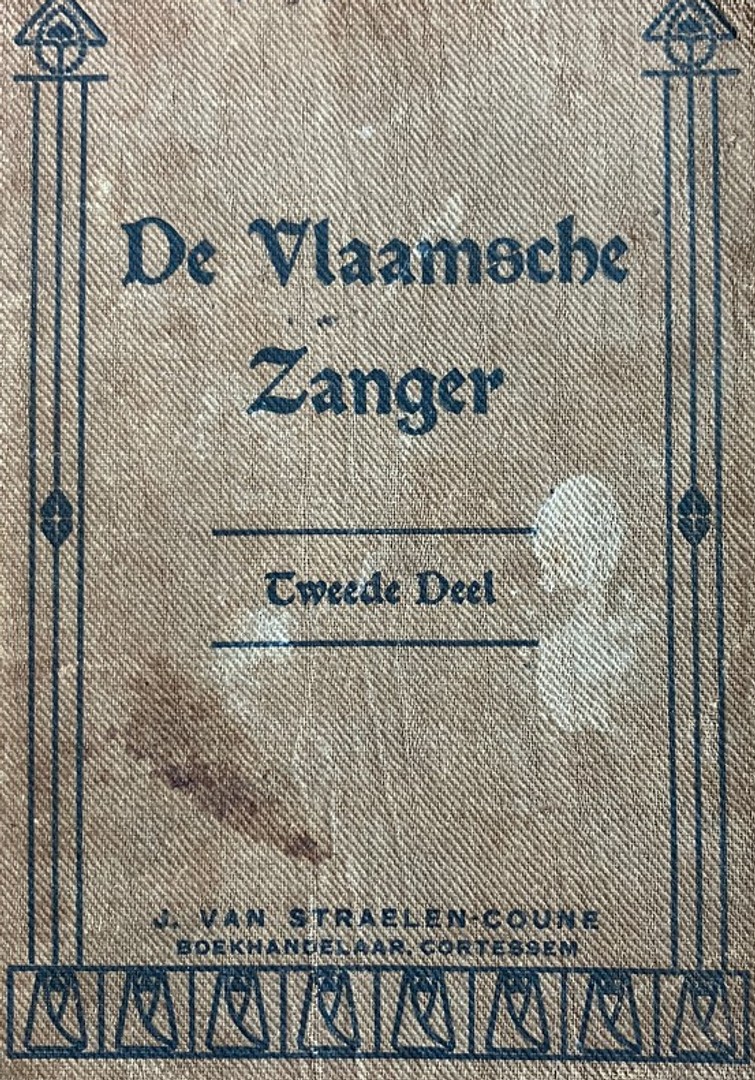 De Vlaamsche
Zanger
Tweede Deel
J. VAN STRAELEN-COUNE
BOEKHANDELAAR, CORTESSEM